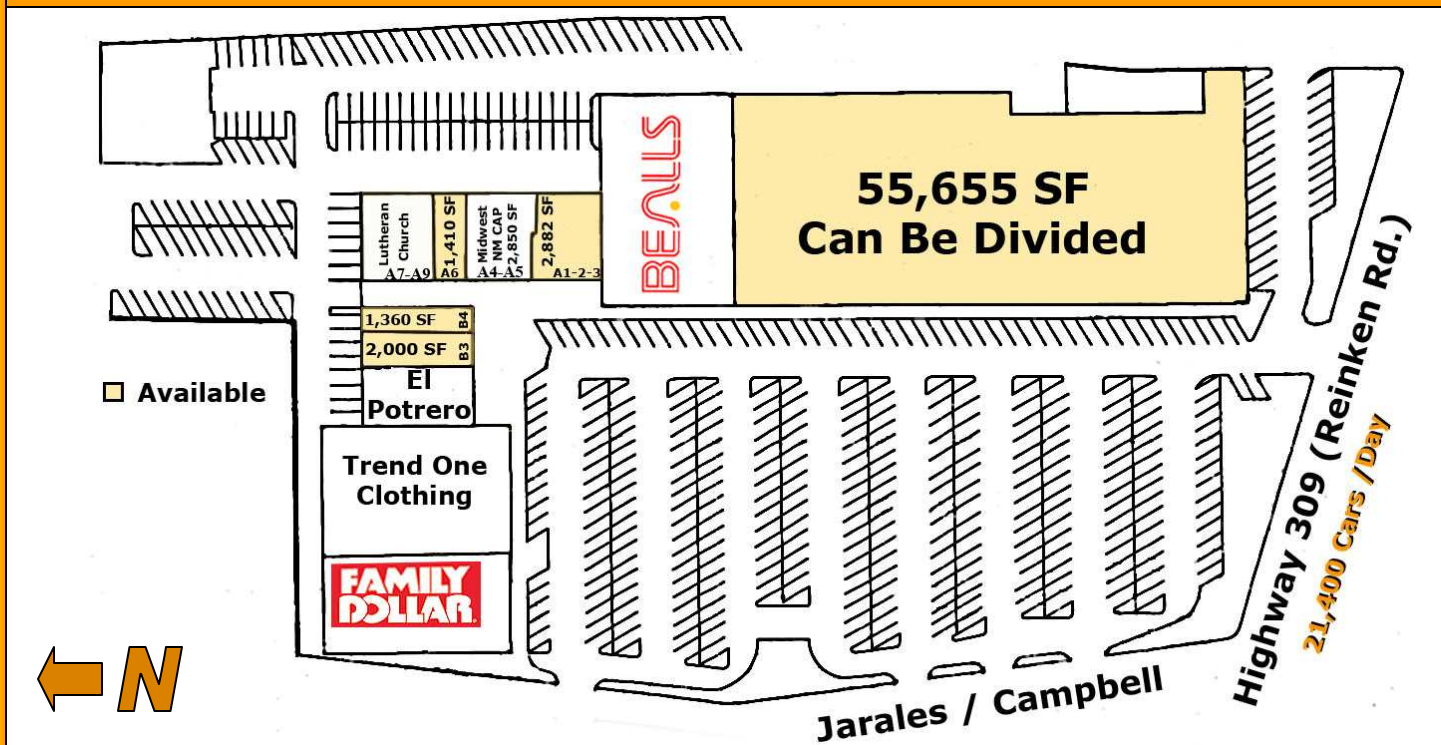 BEALLS
55,655 SF
Can Be Divided
Lutheran
Church
A7-A9
1,410 SF
A6
Midwest
NM CAP
2,850 SF
A4-A5
2,882 SF
A1-2-3
1,360 SF B4
2,000 SF B3
El
Potrero
Available
Trend One
Clothing
FAMILY
DOLLAR
N
Jarales / Campbell
Highway 309 (Reinken Rd.)
21,400 Cars /Day